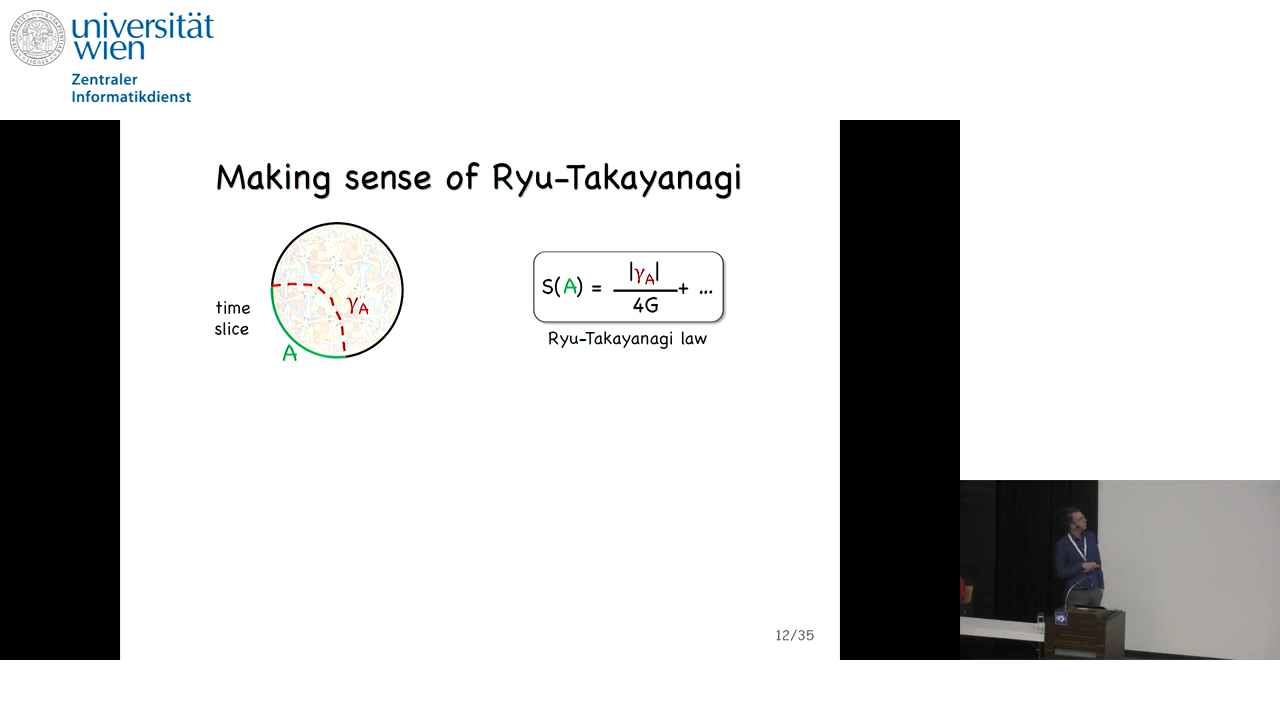 universität
wien
Zentraler
Informatikdienst
Making sense of Ryu-Takayanagi
time
slice
γA
A
S(A) = |γA| / 4G + ...
Ryu-Takayanagi law
12/35